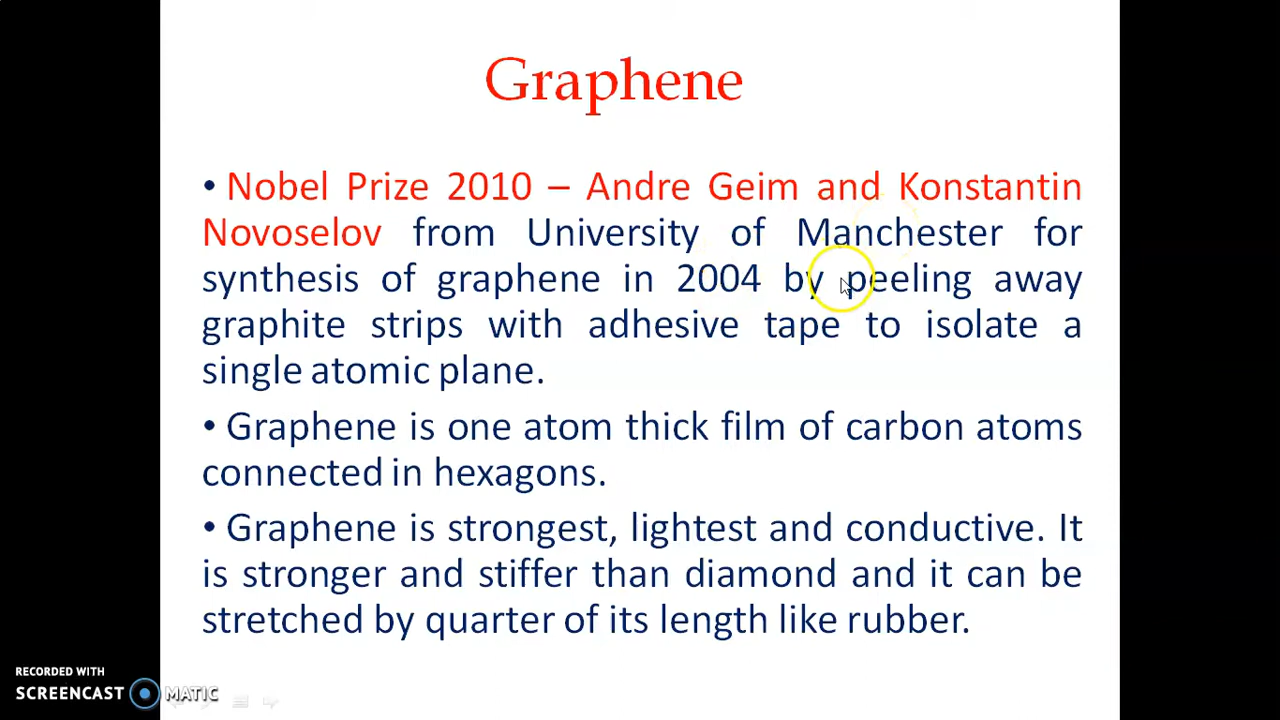 Graphene
• Nobel Prize 2010 – Andre Geim and Konstantin
Novoselov from University of Manchester for
synthesis of graphene in 2004 by peeling away
graphite strips with adhesive tape to isolate a
single atomic plane.
• Graphene is one atom thick film of carbon atoms
connected in hexagons.
• Graphene is strongest, lightest and conductive. It
is stronger and stiffer than diamond and it can be
stretched by quarter of its length like rubber.
RECORDED WITH
SCREENCAST MATIC